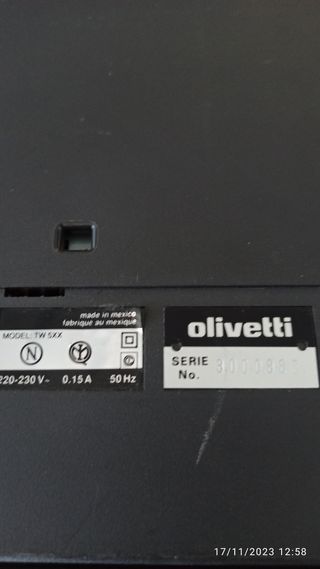 made in mexico
fabrique au mexique
MODEL: TW 5XX
N
220-230 V~ 0.15 A 50 Hz
olivetti
SERIE
No.
17/11/2023 12:58